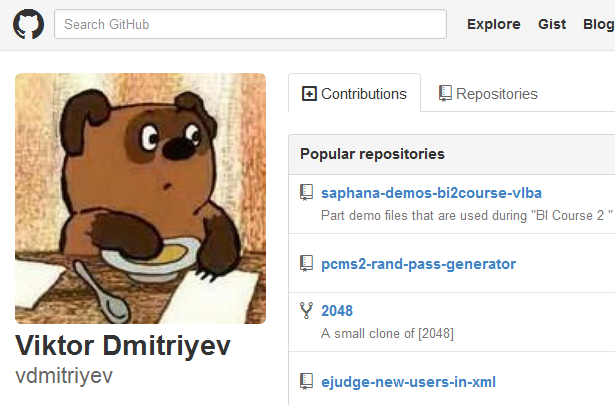 Search GitHub
Explore Gist Blog
Contributions Repositories
Popular repositories
saphana-demos-bi2course-vlba
Part demo files that are used during "BI Course 2 "
pcms2-rand-pass-generator
2048
A small clone of [2048]
ejudge-new-users-in-xml
Viktor Dmitriyev
vdmitriyev